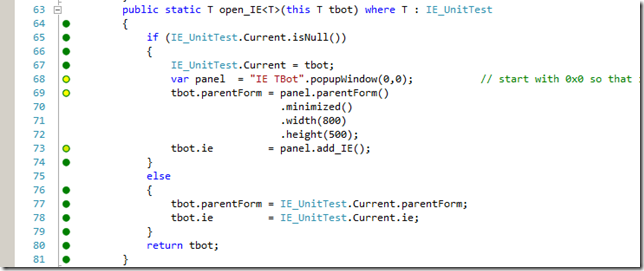 63 public static T open_IE<T>(this T tbot) where T : IE_UnitTest
64 {
65 if (IE_UnitTest.Current.isNull())
66 {
67 IE_UnitTest.Current = tbot;
68 var panel  = "IE TBot".popupWindow(0,0);          // start with 0x0 so that
69 tbot.parentForm = panel.parentForm()
70 .minimized()
71 .width(800)
72 .height(500);
73 tbot.ie         = panel.add_IE();
74 }
75 else
76 {
77 tbot.parentForm = IE_UnitTest.Current.parentForm;
78 tbot.ie         = IE_UnitTest.Current.ie;
79 }
80 return tbot;
81 }